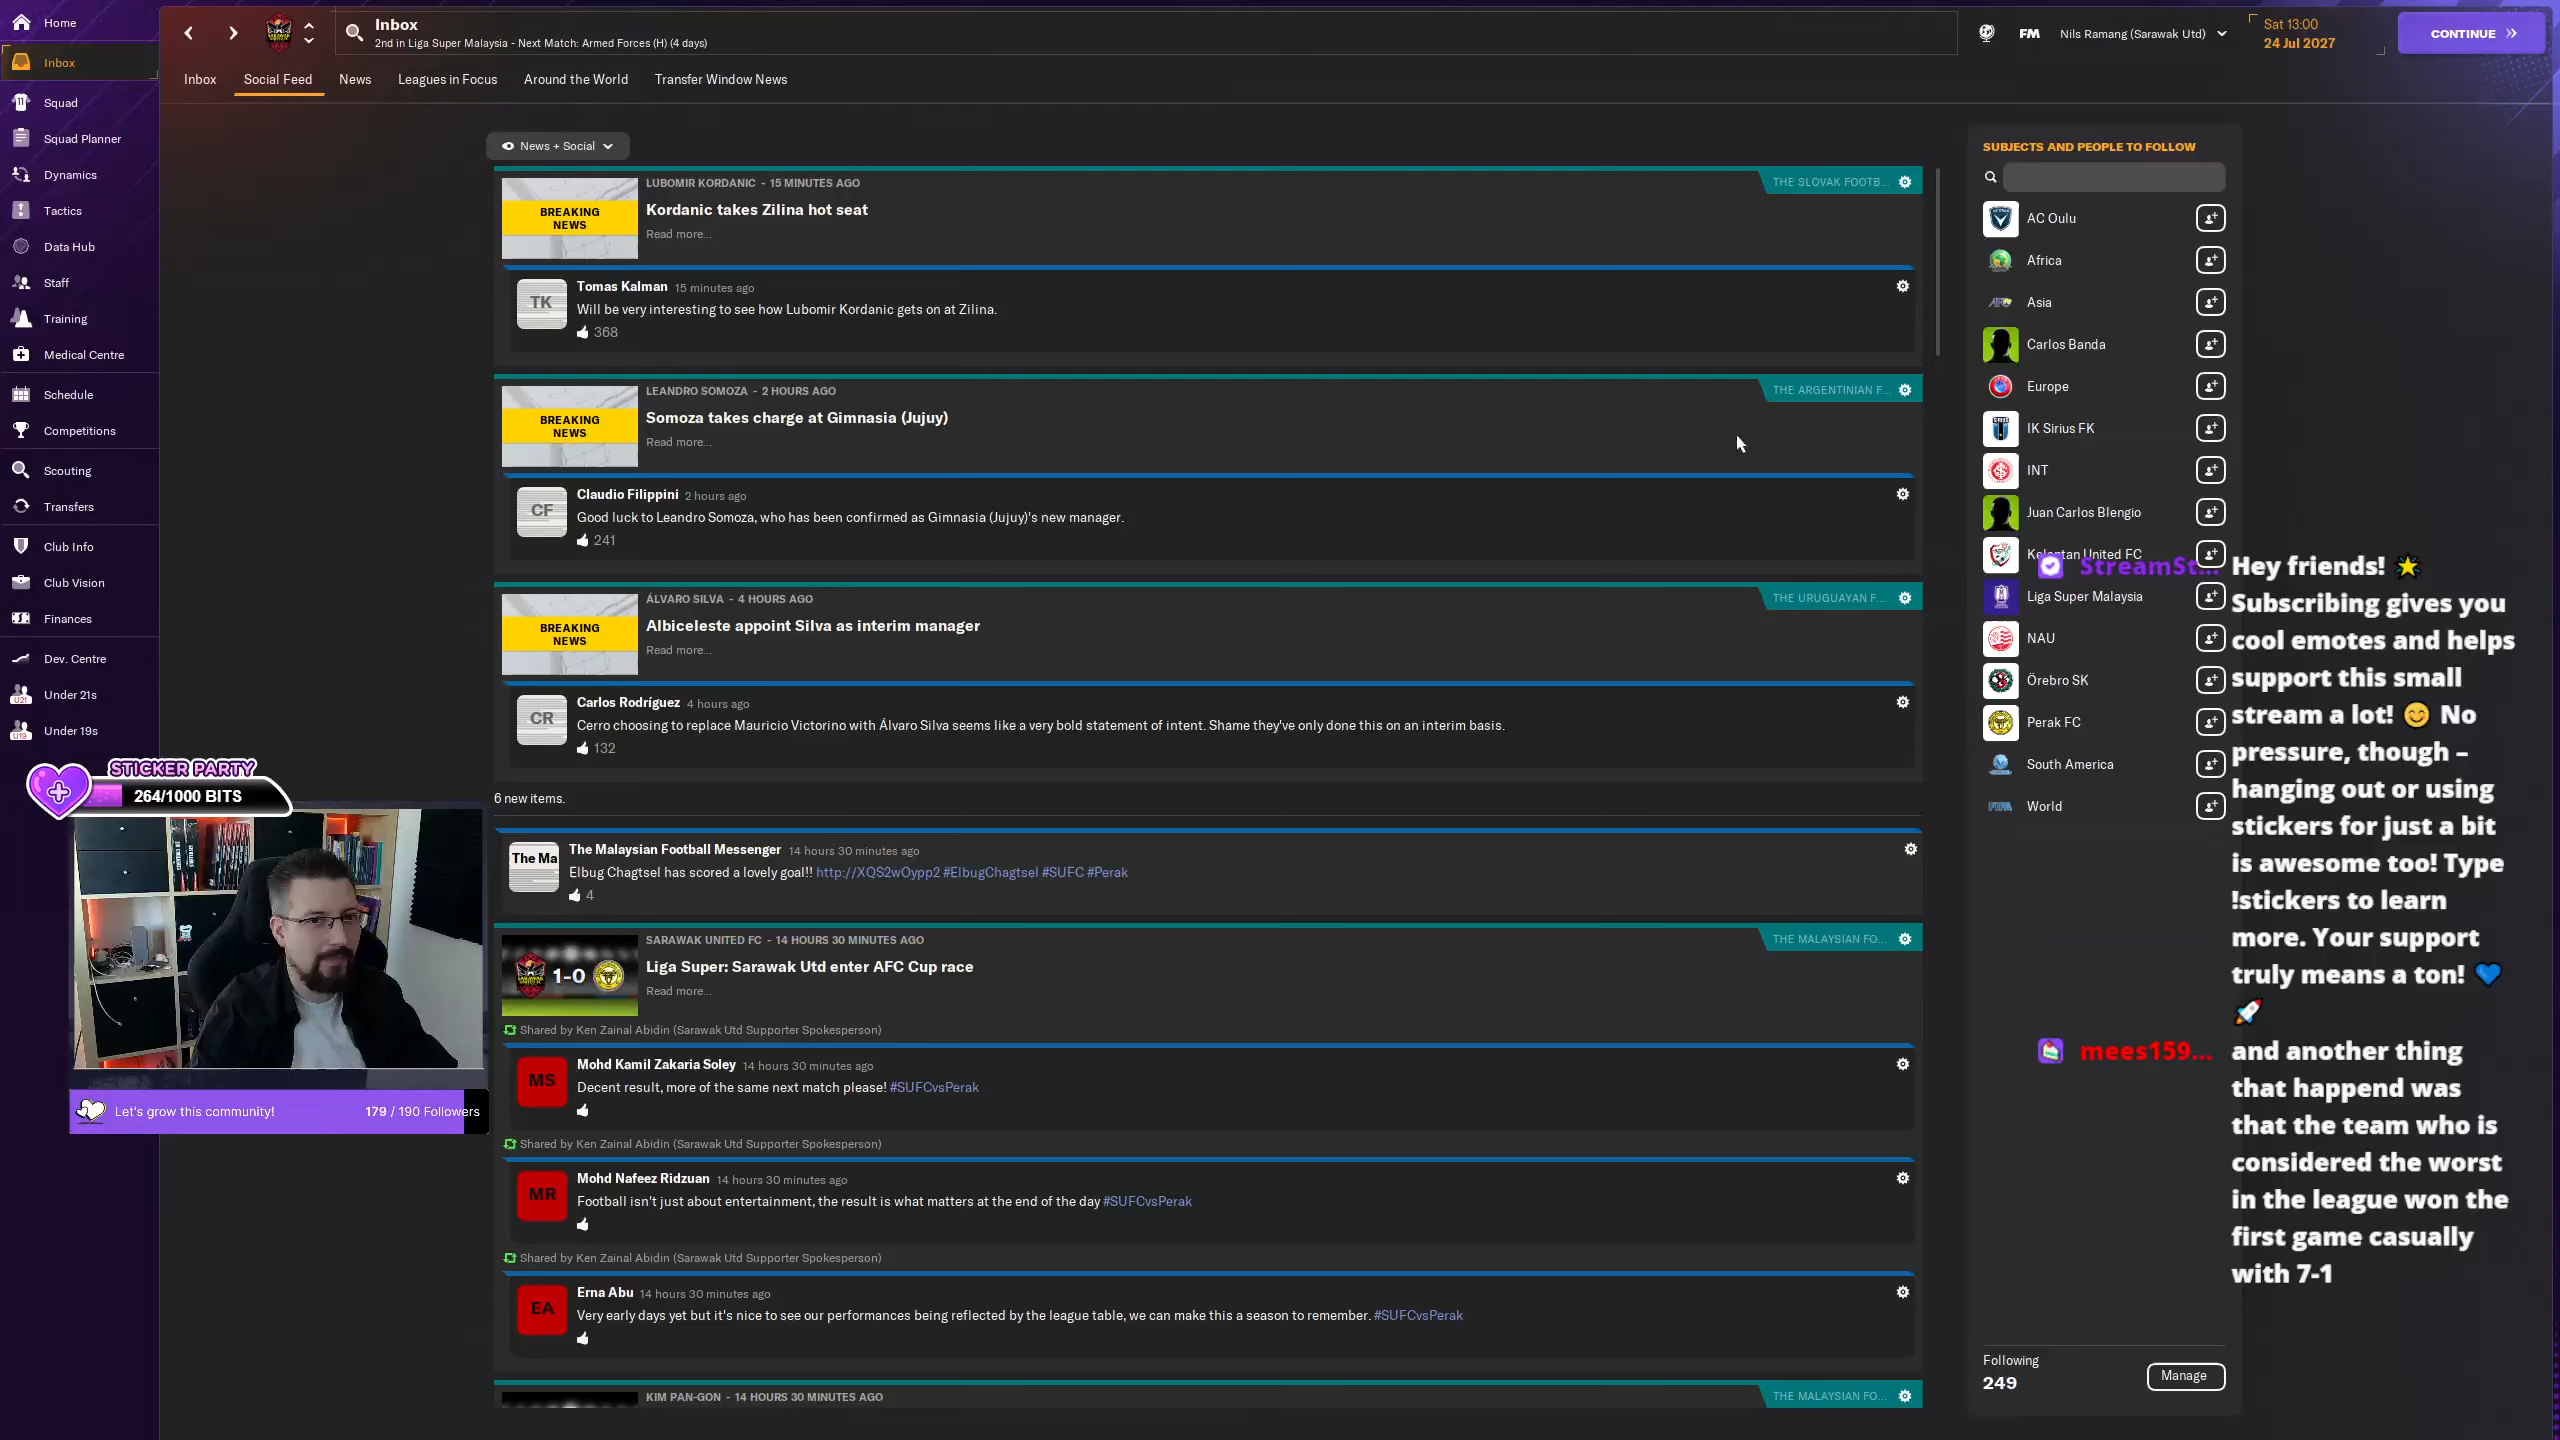 Home
Inbox
Squad
Squad Planner
Dynamics
Tactics
Data Hub
Staff
Training
Medical Centre
Schedule
Competitions
Scouting
Transfers
Club Info
Club Vision
Finances
Dev. Centre
Under 21s
Under 19s
Inbox
2nd in Liga Super Malaysia - Next Match: Armed Forces (H) (4 days)
FM
Nils Ramang (Sarawak Utd)
Sat 13:00
24 Jul 2027
CONTINUE
Inbox Social Feed News Leagues in Focus Around the World Transfer Window News
News + Social
LUBOMIR KORDANIC - 15 MINUTES AGO
THE SLOVAK FOOTB...
BREAKING NEWS
Kordanic takes Zilina hot seat
Read more...
TK
Tomas Kalman 15 minutes ago
Will be very interesting to see how Lubomir Kordanic gets on at Zilina.
368
LEANDRO SOMOZA - 2 HOURS AGO
THE ARGENTINIAN F...
BREAKING NEWS
Somoza takes charge at Gimnasia (Jujuy)
Read more...
CF
Claudio Filippini 2 hours ago
Good luck to Leandro Somoza, who has been confirmed as Gimnasia (Jujuy)'s new manager.
241
ÁLVARO SILVA - 4 HOURS AGO
THE URUGUAYAN F...
BREAKING NEWS
Albiceleste appoint Silva as interim manager
Read more...
CR
Carlos Rodríguez 4 hours ago
Cerro choosing to replace Mauricio Victorino with Álvaro Silva seems like a very bold statement of intent. Shame they've only done this on an interim basis.
132
6 new items.
The Ma
The Malaysian Football Messenger 14 hours 30 minutes ago
Elbug Chagtsel has scored a lovely goal!! http://XQS2wOypp2 #ElbugChagtsel #SUFC #Perak
4
SARAWAK UNITED FC - 14 HOURS 30 MINUTES AGO
THE MALAYSIAN FO...
1-0
Liga Super: Sarawak Utd enter AFC Cup race
Read more...
Shared by Ken Zainal Abidin (Sarawak Utd Supporter Spokesperson)
MS
Mohd Kamil Zakaria Soley 14 hours 30 minutes ago
Decent result, more of the same next match please! #SUFCvsPerak
Shared by Ken Zainal Abidin (Sarawak Utd Supporter Spokesperson)
MR
Mohd Nafeez Ridzuan 14 hours 30 minutes ago
Football isn't just about entertainment, the result is what matters at the end of the day #SUFCvsPerak
Shared by Ken Zainal Abidin (Sarawak Utd Supporter Spokesperson)
EA
Erna Abu 14 hours 30 minutes ago
Very early days yet but it's nice to see our performances being reflected by the league table, we can make this a season to remember. #SUFCvsPerak
KIM PAN-GON - 14 HOURS 30 MINUTES AGO
THE MALAYSIAN FO...
SUBJECTS AND PEOPLE TO FOLLOW
AC Oulu
Africa
Asia
Carlos Banda
Europe
IK Sirius FK
INT
Juan Carlos Blengio
Kelantan United FC
Liga Super Malaysia
NAU
Örebro SK
Perak FC
South America
World
Following
249
Manage
StreamSt...
Hey friends! 🌟
Subscribing gives you
cool emotes and helps
support this small
stream a lot! 😊 No
pressure, though –
hanging out or using
stickers for just a bit
is awesome too! Type
!stickers to learn
more. Your support
truly means a ton! 💙
🚀
mees159...
and another thing
that happend was
that the team who is
considered the worst
in the league won the
first game casually
with 7-1
STICKER PARTY
264/1000 BITS
Let's grow this community!
179 / 190 Followers